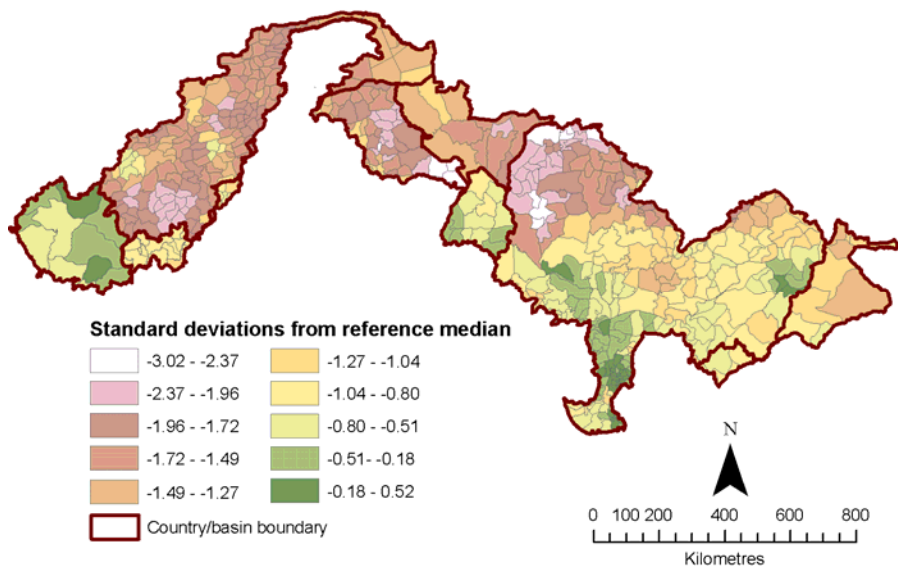 Standard deviations from reference median
-3.02 - -2.37
-2.37 - -1.96
-1.96 - -1.72
-1.72 - -1.49
-1.49 - -1.27
Country/basin boundary
-1.27 - -1.04
-1.04 - -0.80
-0.80 - -0.51
-0.51- -0.18
-0.18 - 0.52
N
0 100 200 400 600 800
Kilometres